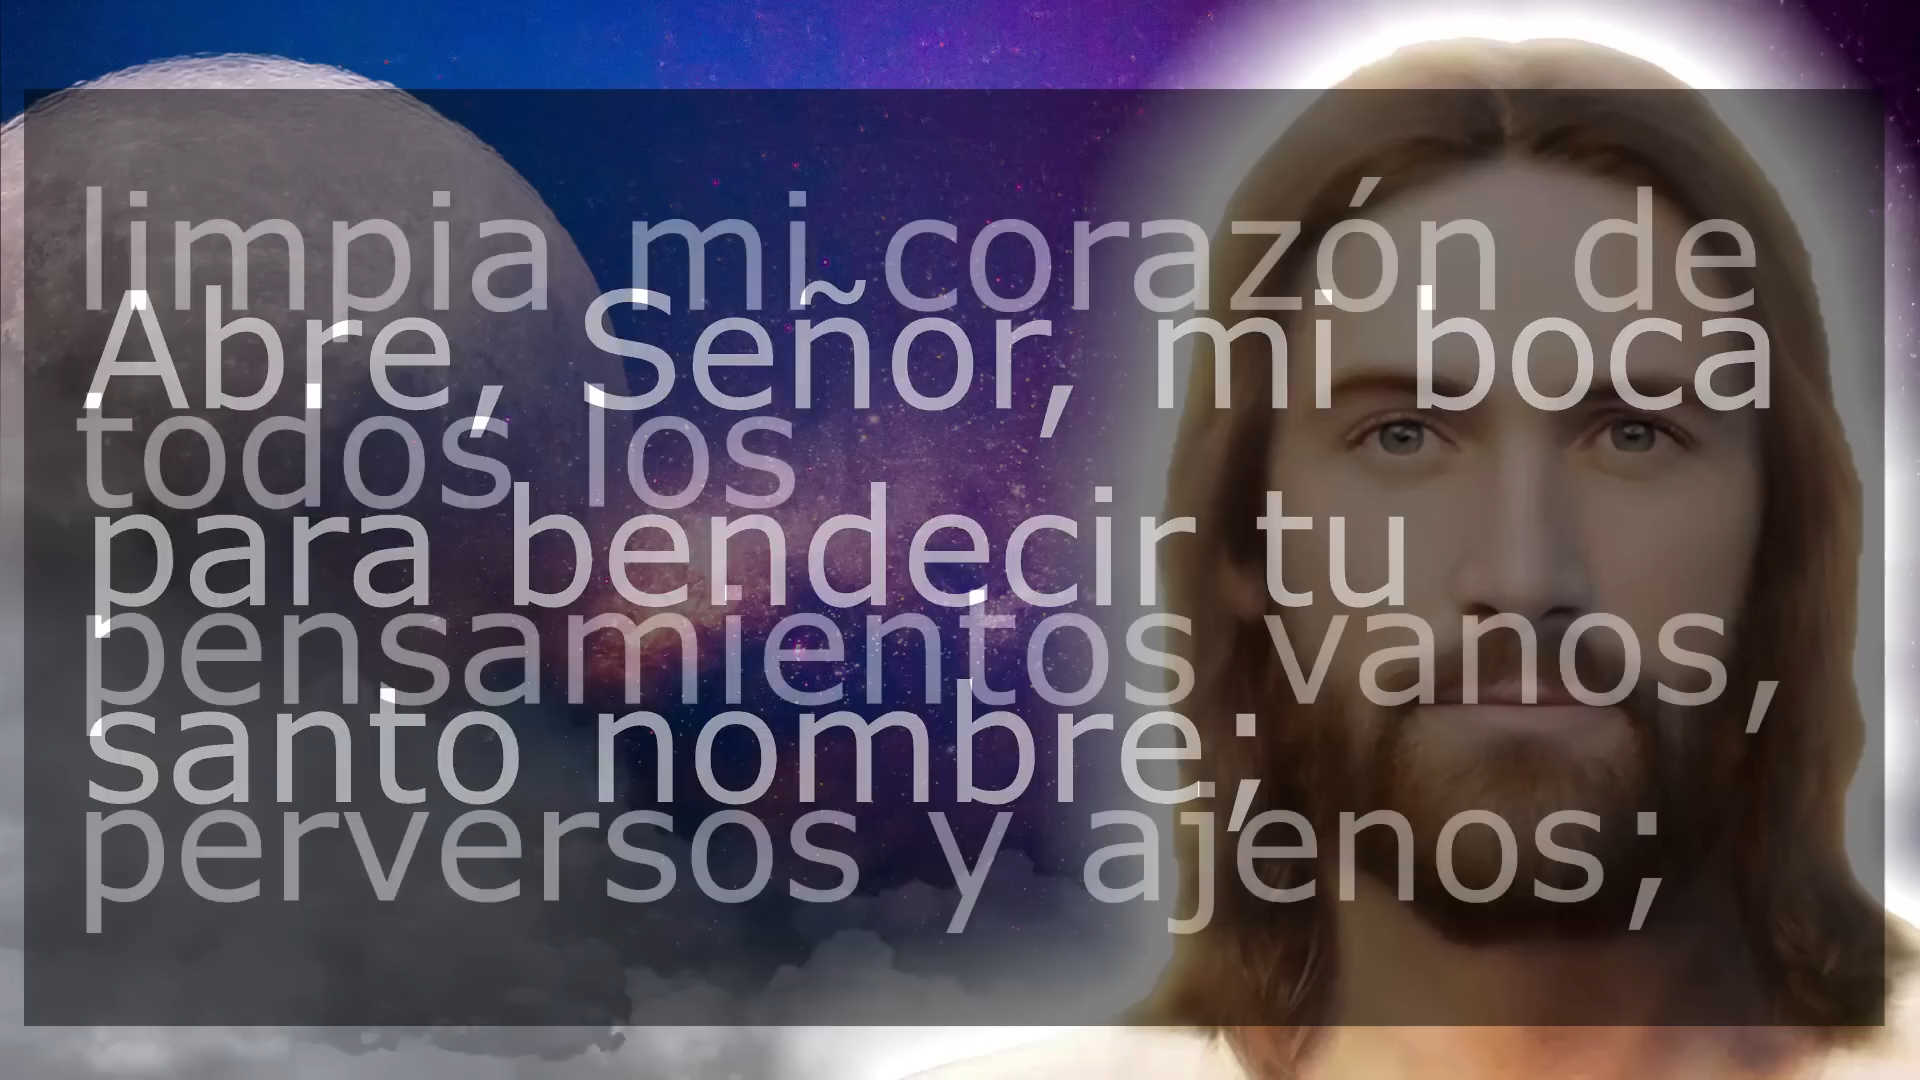 Abre, Señor, mi boca
para bendecir tu
santo nombre;
limpia mi corazón de
todos los
pensamientos vanos,
perversos y ajenos;